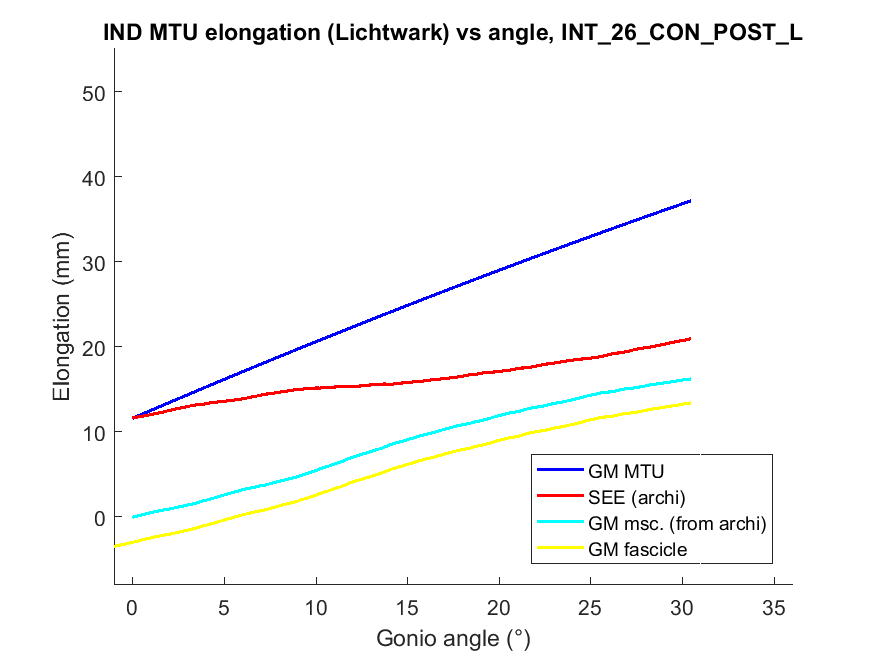 IND MTU elongation (Lichtwark) vs angle, INT_26_CON_POST_L
50
40
30
20
10
0
Elongation (mm)
GM MTU
SEE (archi)
GM msc. (from archi)
GM fascicle
0 5 10 15 20 25 30 35
Gonio angle (°)